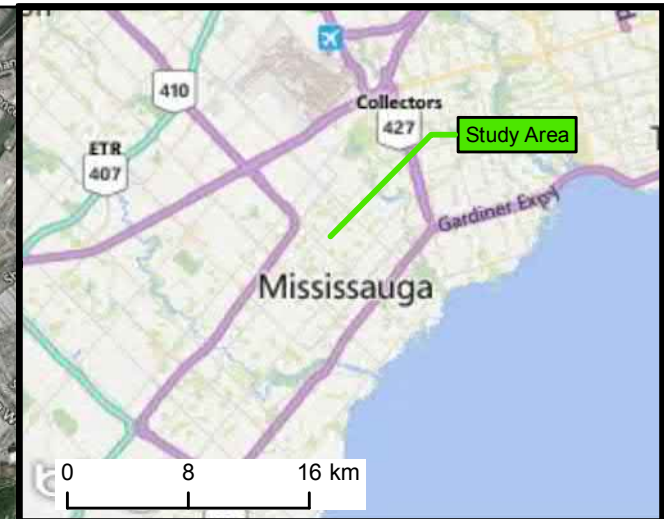 410
Collectors
427
Study Area
ETR
407
Gardiner Expy
Mississauga
0 8 16 km